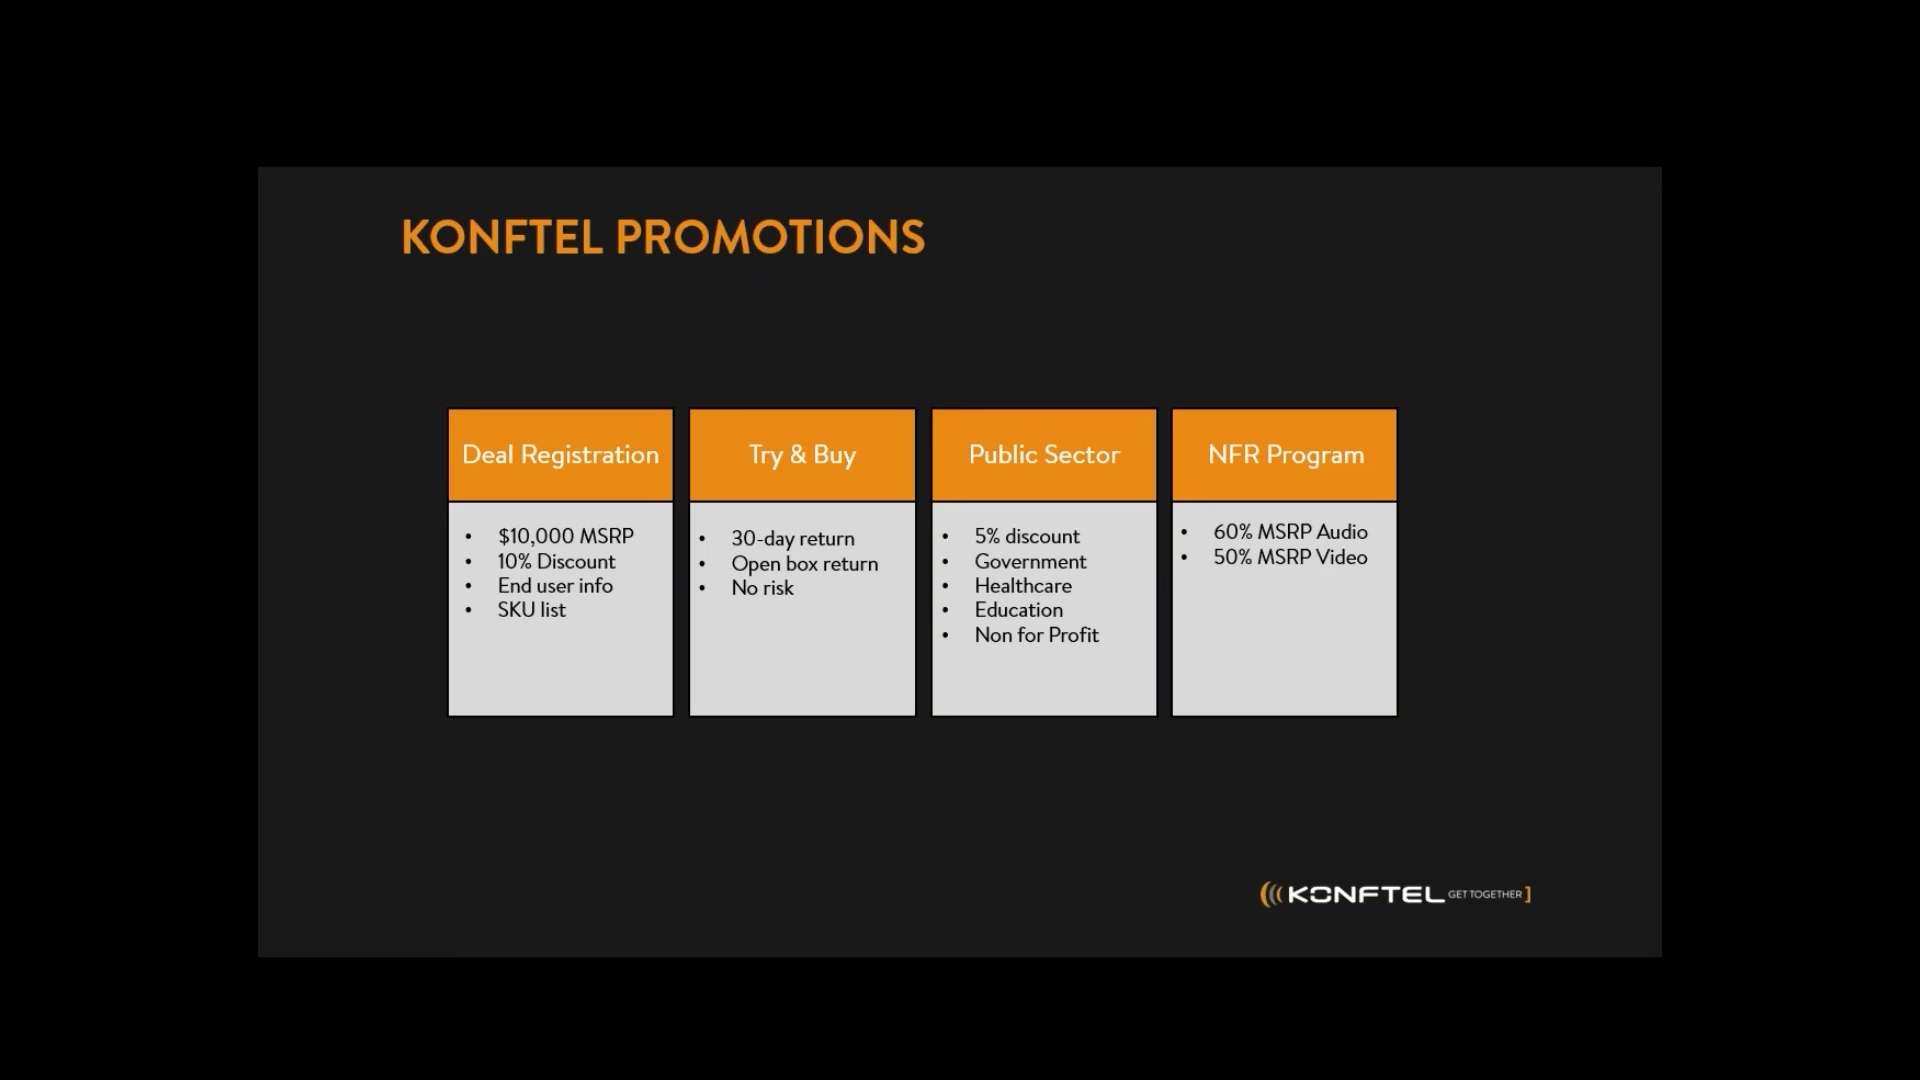 KONFTEL PROMOTIONS
Deal Registration
• $10,000 MSRP
• 10% Discount
• End user info
• SKU list
Try & Buy
• 30-day return
• Open box return
• No risk
Public Sector
• 5% discount
• Government
• Healthcare
• Education
• Non for Profit
NFR Program
• 60% MSRP Audio
• 50% MSRP Video
KONFTEL GET TOGETHER